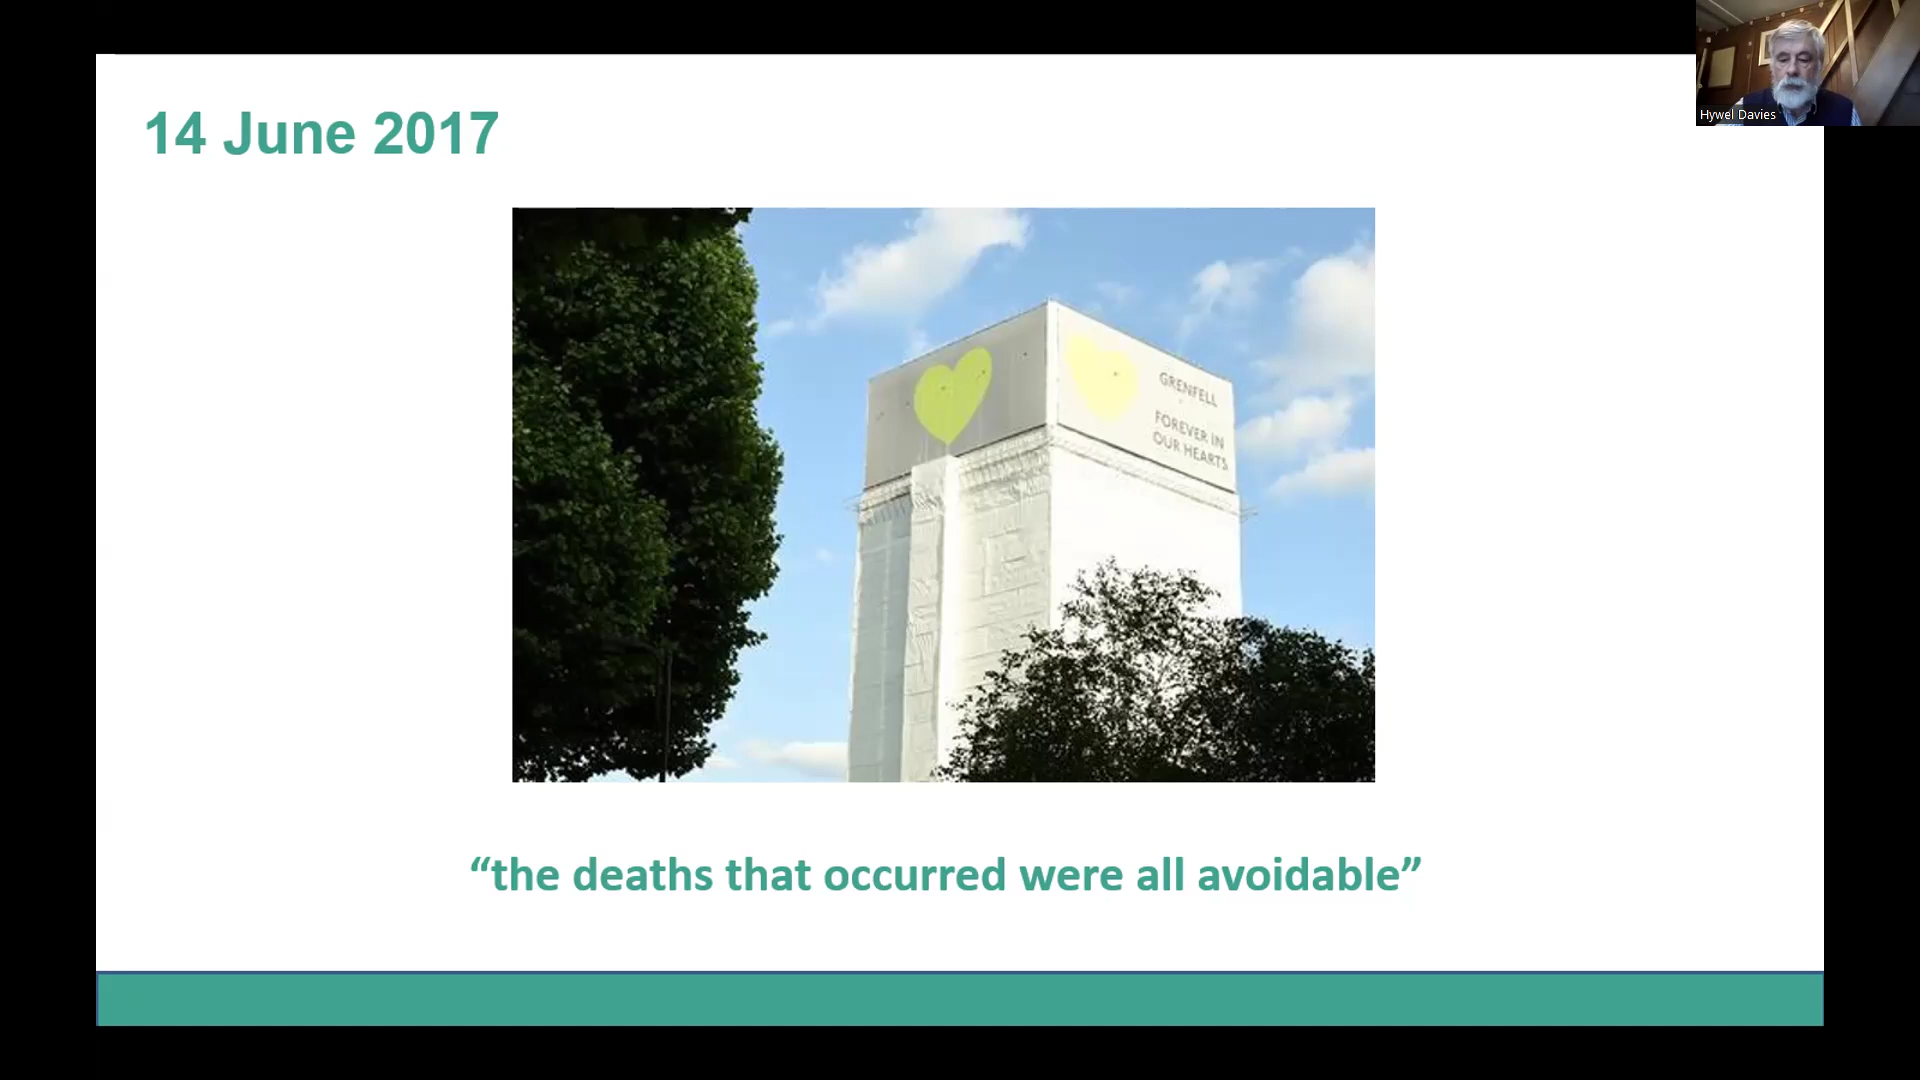 Hywel Davies
14 June 2017
GRENFELL
FOREVER IN
OUR HEARTS
“the deaths that occurred were all avoidable”